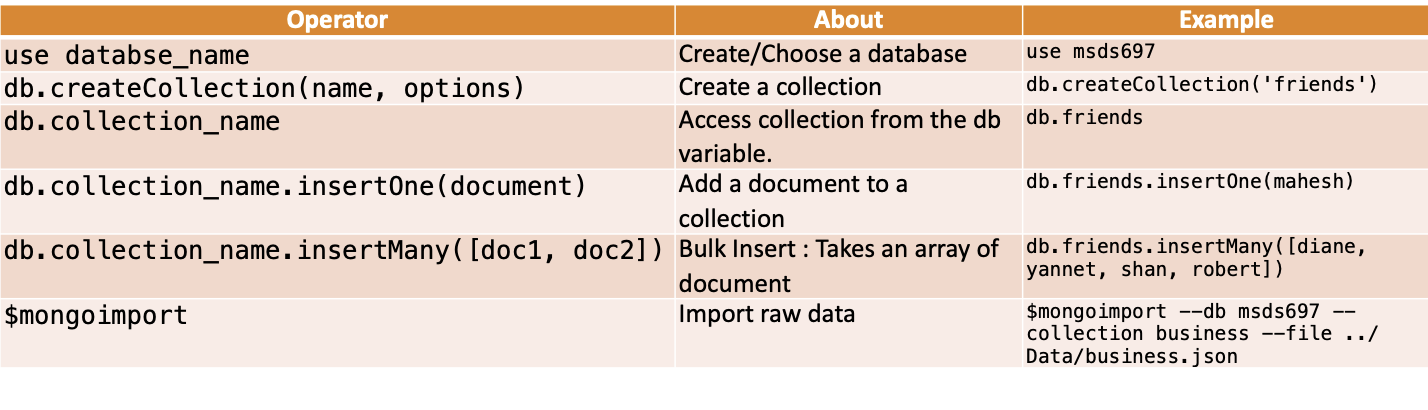 Operator About Example
use databse_name Create/Choose a database use msds697
db.createCollection(name, options) Create a collection db.createCollection('friends')
db.collection_name Access collection from the db db.friends
variable.
db.collection_name.insertOne(document) Add a document to a db.friends.insertOne(mahesh)
collection
db.collection_name.insertMany([doc1, doc2]) Bulk Insert : Takes an array of db.friends.insertMany([diane,
document yannet, shan, robert])
$mongoimport Import raw data $mongoimport --db msds697 --
collection business --file ../
Data/business.json